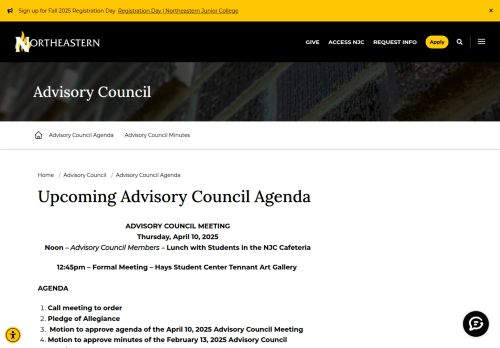 Sign up for Fall 2025 Registration Day Registration Day | Northeastern Junior College ×
NORTHEASTERN GIVE ACCESS NJC REQUEST INFO Apply
Advisory Council
Advisory Council Agenda Advisory Council Minutes
Home / Advisory Council / Advisory Council Agenda
Upcoming Advisory Council Agenda
ADVISORY COUNCIL MEETING
Thursday, April 10, 2025
Noon – Advisory Council Members – Lunch with Students in the NJC Cafeteria
12:45pm – Formal Meeting – Hays Student Center Tennant Art Gallery
AGENDA
1. Call meeting to order
2. Pledge of Allegiance
3. Motion to approve agenda of the April 10, 2025 Advisory Council Meeting
4. Motion to approve minutes of the February 13, 2025 Advisory Council